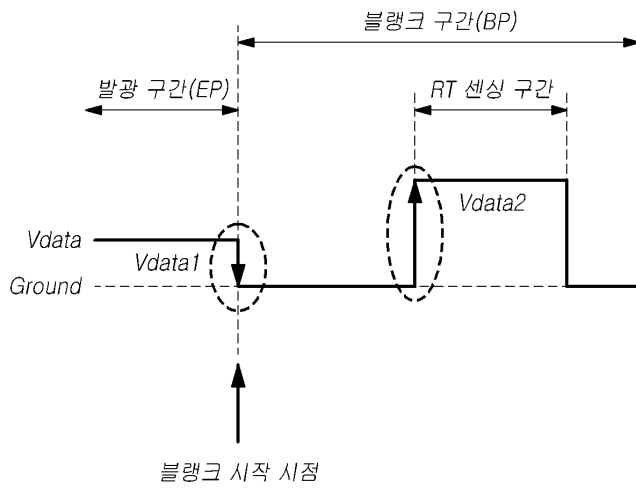 블랭크 구간(BP)
발광 구간(EP)
RT 센싱 구간
Vdata
Vdata1
Vdata2
Ground
블랭크 시작 시점